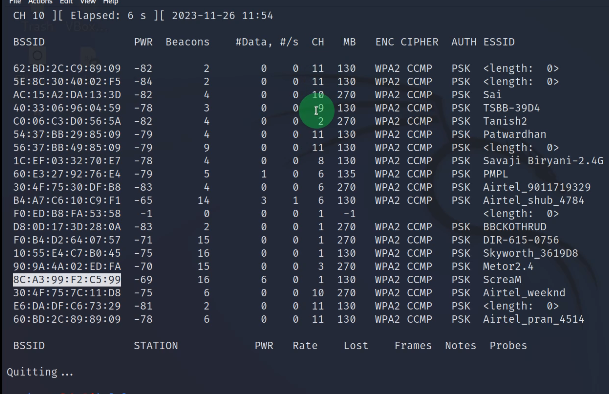 File Actions Edit View Help
CH 10 ][ Elapsed: 6 s ][ 2023-11-26 11:54
BSSID PWR Beacons #Data, #/s CH MB ENC CIPHER AUTH ESSID
62:BD:2C:C9:89:09 -82 2 0 0 11 130 WPA2 CCMP PSK <length: 0>
5E:8C:30:40:02:F5 -84 2 0 0 11 130 WPA2 CCMP PSK <length: 0>
AC:15:A2:DA:13:3D -82 4 0 0 10 270 WPA2 CCMP PSK Sai
40:33:06:96:04:59 -78 3 0 0 9 130 WPA2 CCMP PSK TSBB-39D4
C0:06:C3:D0:56:5A -82 4 0 0 2 270 WPA2 CCMP PSK Tanish2
54:37:BB:29:85:09 -79 4 0 0 11 130 WPA2 CCMP PSK Patwardhan
56:37:BB:49:85:09 -79 9 0 0 11 130 WPA2 CCMP PSK <length: 0>
1C:EF:03:32:70:E7 -78 4 0 0 8 130 WPA2 CCMP PSK Savaji Biryani-2.4G
60:E3:27:92:76:E4 -79 5 1 0 6 135 WPA2 CCMP PSK PMPL
30:4F:75:30:DF:B8 -83 4 0 0 6 270 WPA2 CCMP PSK Airtel_9011719329
B4:A7:C6:10:C9:F1 -65 14 3 1 6 130 WPA2 CCMP PSK Airtel_shub_4784
F0:ED:B8:FA:53:58 -1 0 0 0 1 -1 <length: 0>
D8:0D:17:3D:28:0A -83 2 0 0 1 270 WPA2 CCMP PSK BBCKOTHRUD
F0:B4:D2:64:07:57 -71 15 0 0 1 270 WPA2 CCMP PSK DIR-615-0756
10:55:E4:C7:B0:45 -75 16 0 0 1 130 WPA2 CCMP PSK Skyworth_3619D8
90:9A:4A:02:ED:FA -70 15 0 0 3 270 WPA2 CCMP PSK Metor2.4
8C:A3:99:F2:C5:99 -69 16 6 0 1 130 WPA2 CCMP PSK ScreaM
30:4F:75:7C:11:D8 -75 6 0 0 10 270 WPA2 CCMP PSK Airtel_weeknd
E6:DA:DF:C6:73:29 -81 2 0 0 11 130 WPA2 CCMP PSK <length: 0>
60:BD:2C:89:89:09 -78 6 0 0 11 130 WPA2 CCMP PSK Airtel_pran_4514
BSSID STATION PWR Rate Lost Frames Notes Probes
Quitting...